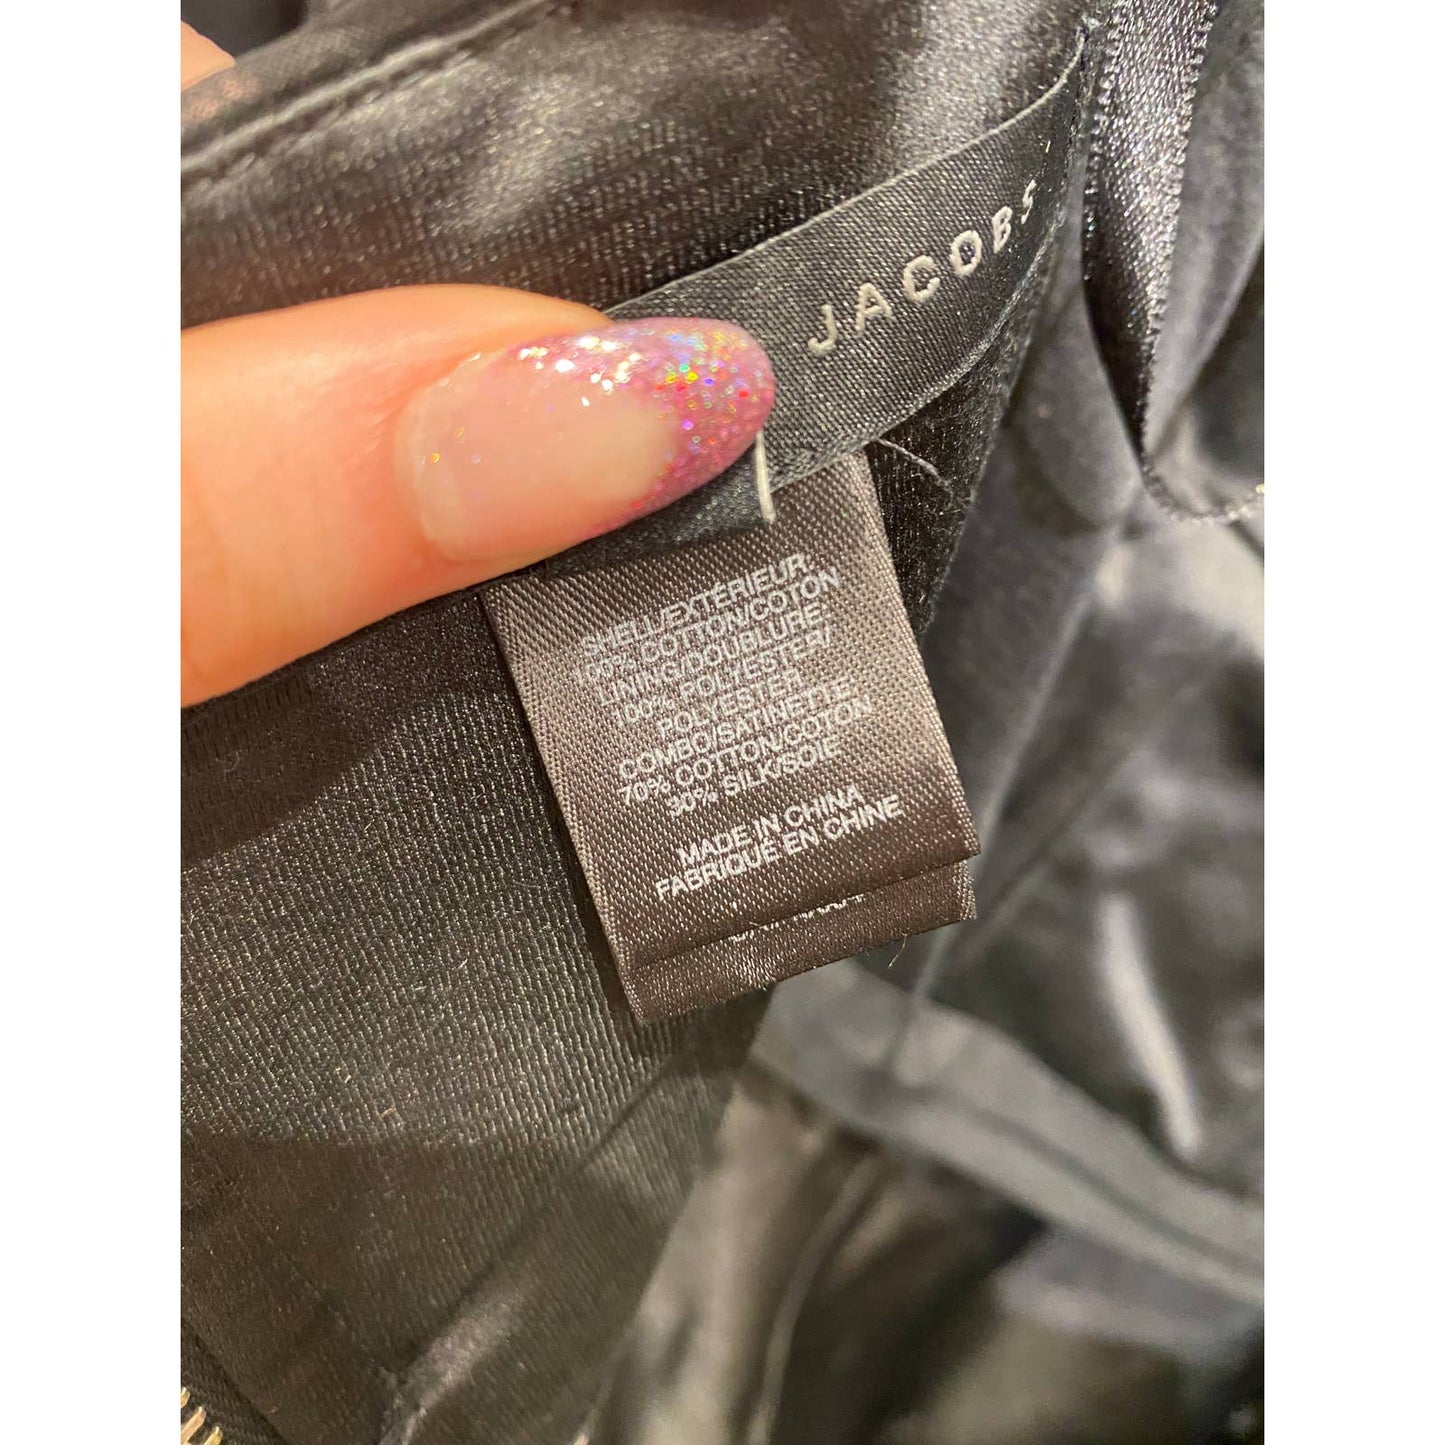 JACOBS
SHELL/EXTÉRIEUR:
100% COTTON/COTON
LINING/DOUBLURE
100% POLYESTER/
POLYESTER
COMBO/SATINETTE
70% COTTON/COTON
30% SILK/SOIE
MADE IN CHINA
FABRIQUÉ EN CHINE